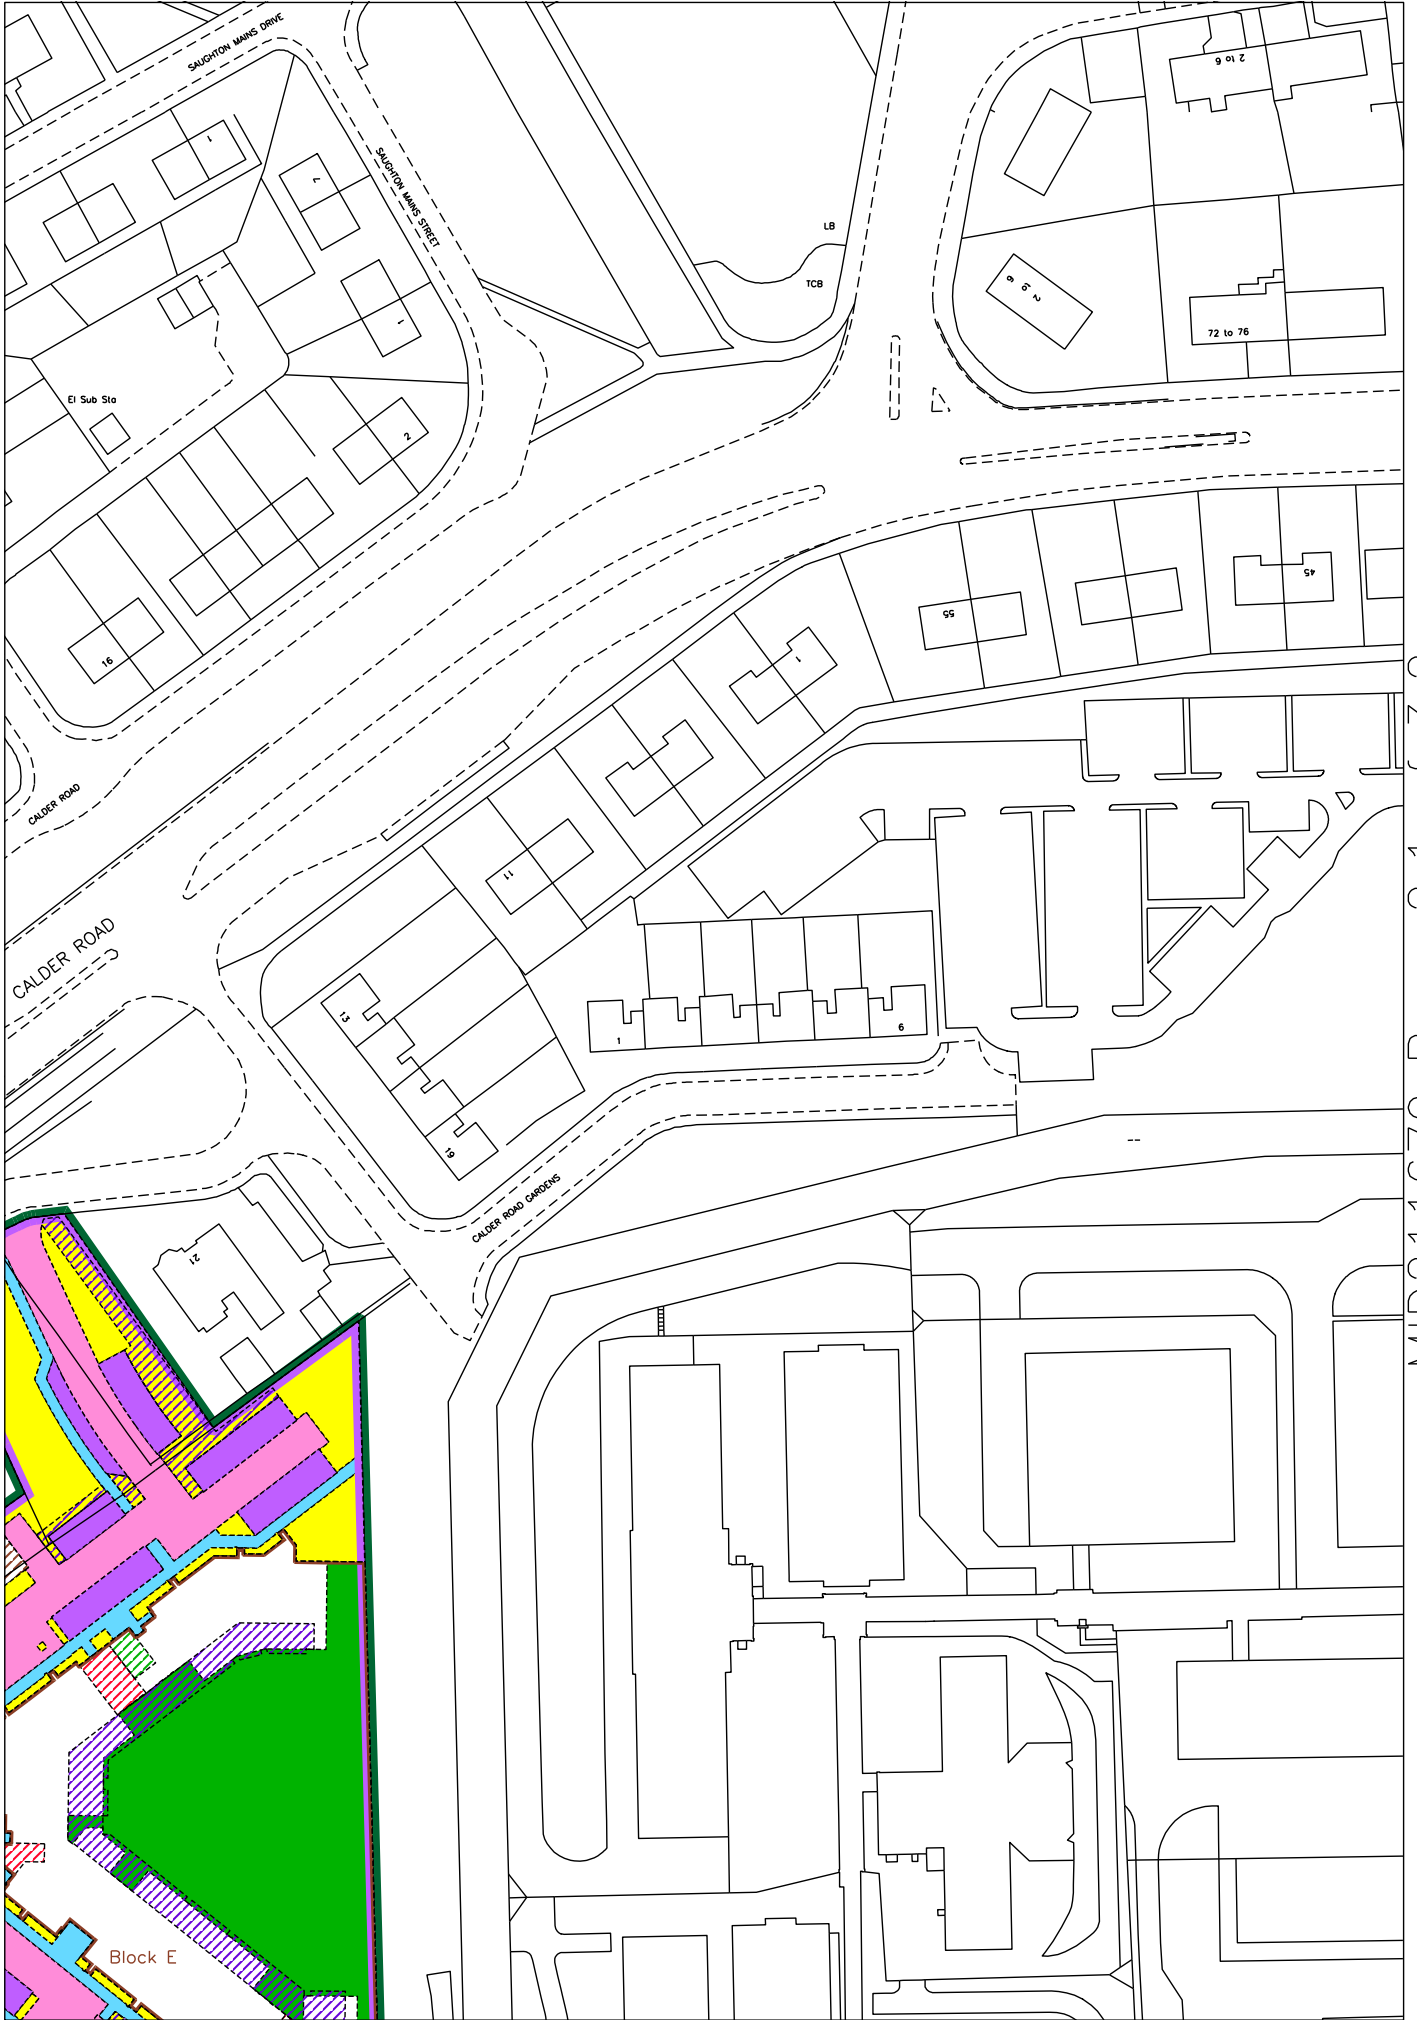 SAUGHTON MAINS DRIVE
2 to 6
1
SAUGHTON MAINS STREET
7
LB
TCB
2 to 6
1
72 to 76
El Sub Sta
2
45
55
16
1
CALDER ROAD
11
CALDER ROAD
13
1
6
19
CALDER ROAD GARDENS
21
Block E